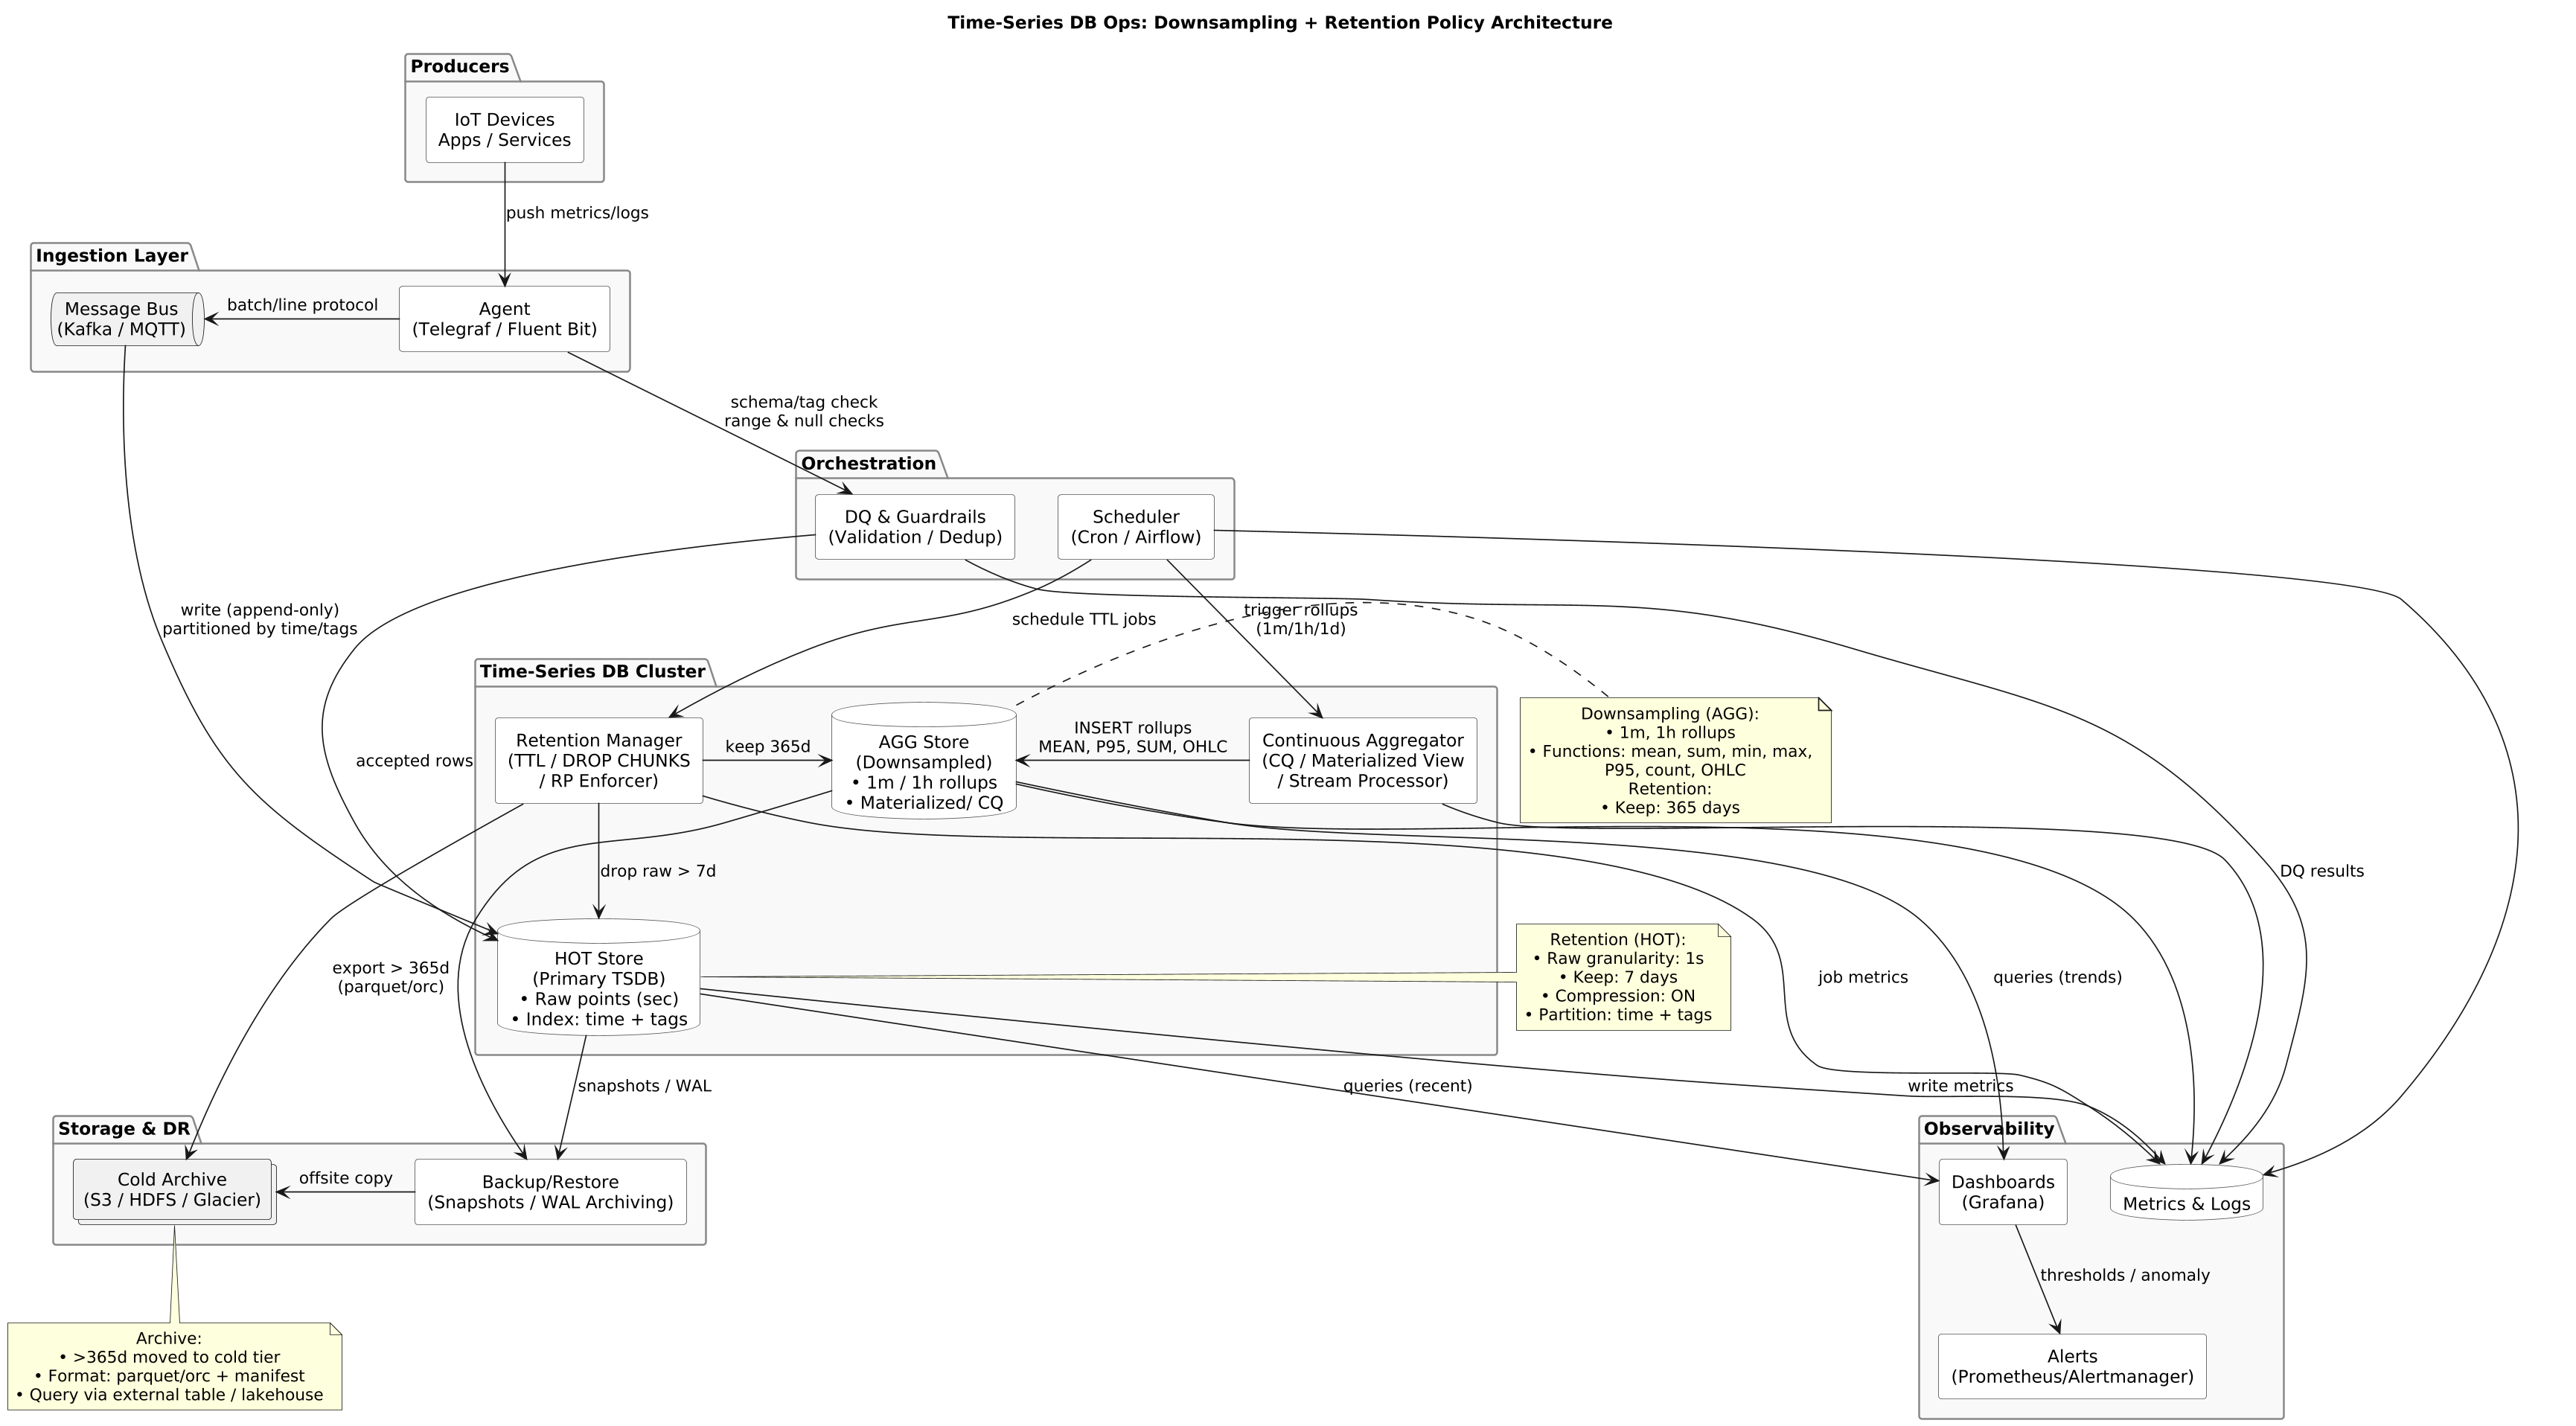 Time-Series DB Ops: Downsampling + Retention Policy Architecture
Producers
IoT Devices
Apps / Services
push metrics/logs
Ingestion Layer
Message Bus
(Kafka / MQTT)
batch/line protocol
Agent
(Telegraf / Fluent Bit)
schema/tag check
range & null checks
Orchestration
DQ & Guardrails
(Validation / Dedup)
Scheduler
(Cron / Airflow)
write (append-only)
partitioned by time/tags
schedule TTL jobs
trigger rollups
(1m/1h/1d)
Time-Series DB Cluster
accepted rows
Retention Manager
(TTL / DROP CHUNKS
/ RP Enforcer)
keep 365d
AGG Store
(Downsampled)
• 1m / 1h rollups
• Materialized/ CQ
INSERT rollups
MEAN, P95, SUM, OHLC
Continuous Aggregator
(CQ / Materialized View
/ Stream Processor)
Downsampling (AGG):
• 1m, 1h rollups
• Functions: mean, sum, min, max,
P95, count, OHLC
Retention:
• Keep: 365 days
drop raw > 7d
DQ results
export > 365d
(parquet/orc)
HOT Store
(Primary TSDB)
• Raw points (sec)
• Index: time + tags
Retention (HOT):
• Raw granularity: 1s
• Keep: 7 days
• Compression: ON
• Partition: time + tags
job metrics
queries (trends)
snapshots / WAL
queries (recent)
write metrics
Storage & DR
Cold Archive
(S3 / HDFS / Glacier)
offsite copy
Backup/Restore
(Snapshots / WAL Archiving)
Observability
Dashboards
(Grafana)
Metrics & Logs
thresholds / anomaly
Alerts
(Prometheus/Alertmanager)
Archive:
• >365d moved to cold tier
• Format: parquet/orc + manifest
• Query via external table / lakehouse